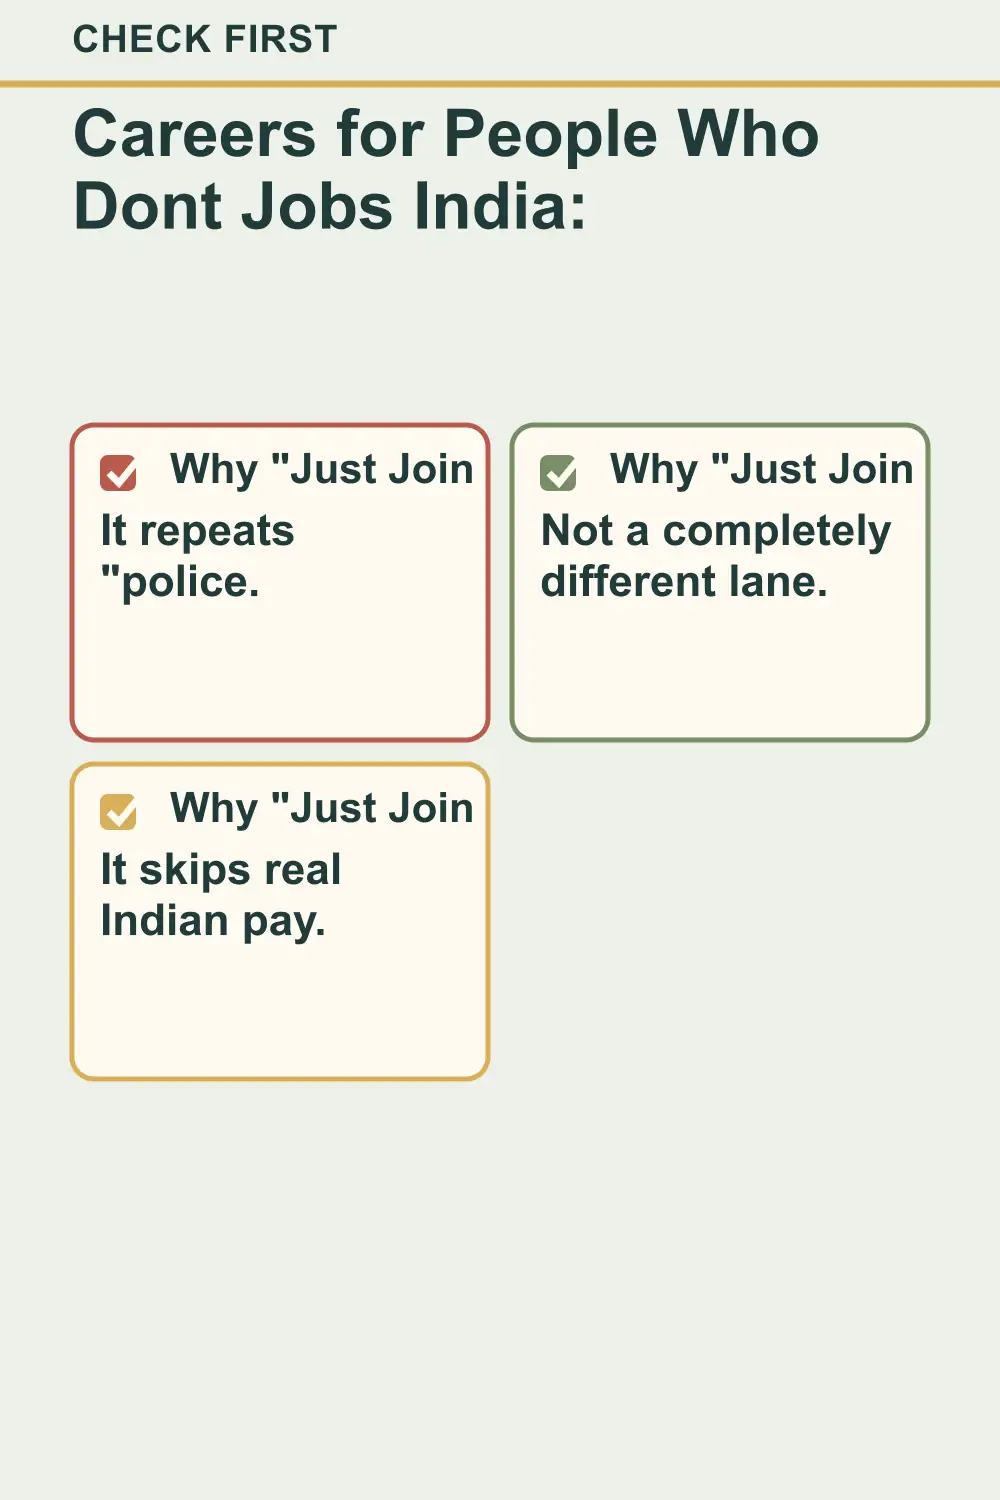 CHECK FIRST
Careers for People Who
Dont Jobs India:
Why "Just Join
It repeats
"police.
Why "Just Join
Not a completely
different lane.
Why "Just Join
It skips real
Indian pay.